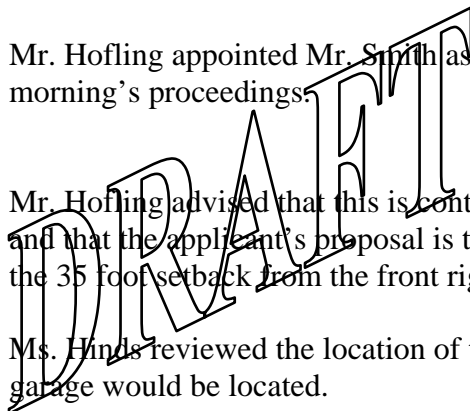 Mr. Hofling appointed Mr. Smith as
morning’s proceedings.
Mr. Hofling advised that this is cont
and that the applicant’s proposal is t
the 35 foot setback from the front rig
Ms. Hinds reviewed the location of t
garage would be located.
DRAFT